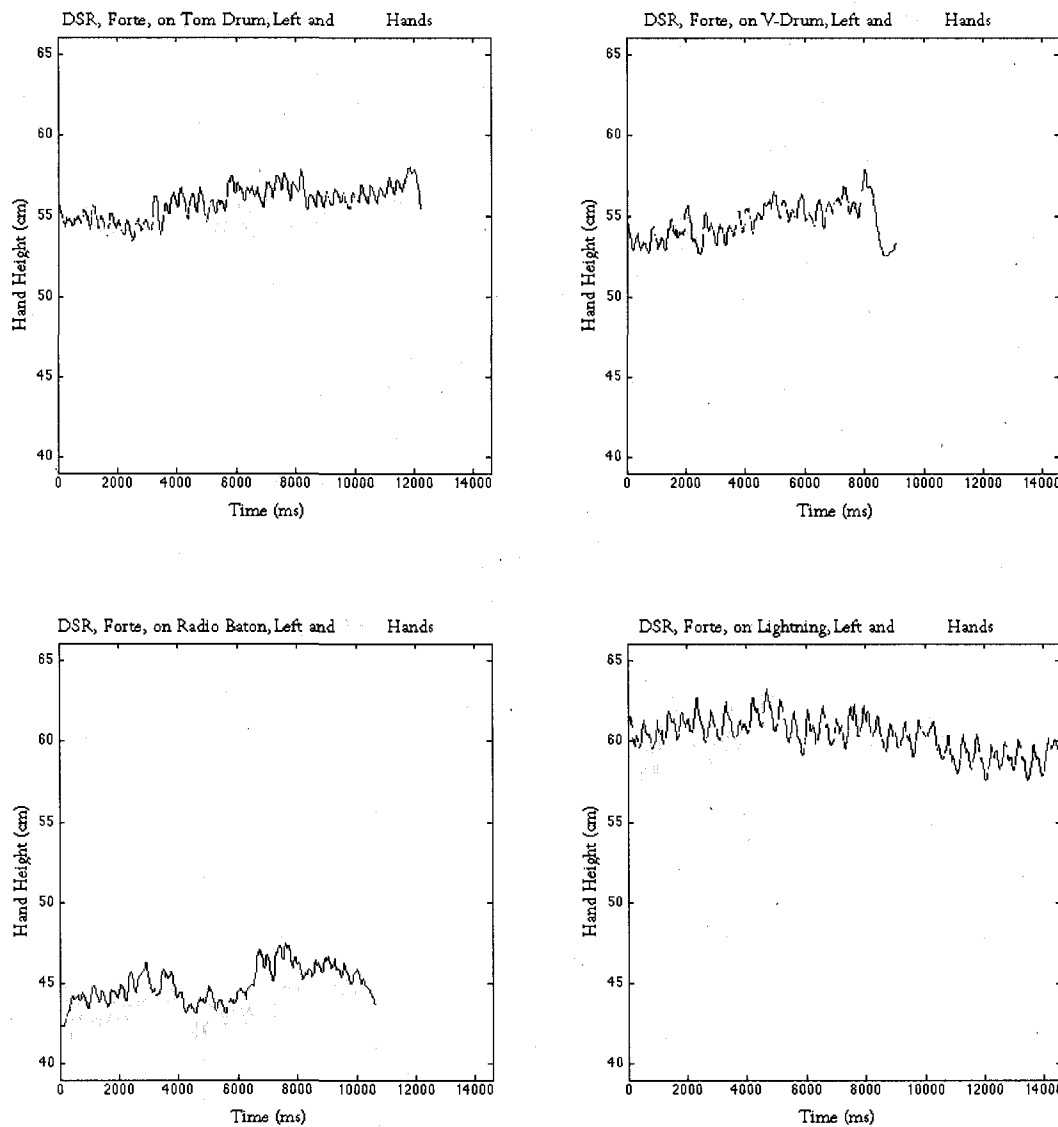 DSR, Forte, on Tom Drum, Left and Hands
65
60
55
50
45
40
Hand Height (cm)
0 2000 4000 6000 8000 10000 12000 14000
Time (ms)
DSR, Forte, on V-Drum, Left and Hands
65
60
55
50
45
40
Hand Height (cm)
0 2000 4000 6000 8000 10000 12000 14000
Time (ms)
DSR, Forte, on Radio Baton, Left and Hands
65
60
55
50
45
40
Hand Height (cm)
0 2000 4000 6000 8000 10000 12000 14000
Time (ms)
DSR, Forte, on Lightning, Left and Hands
65
60
55
50
45
40
Hand Height (cm)
0 2000 4000 6000 8000 10000 12000 14000
Time (ms)